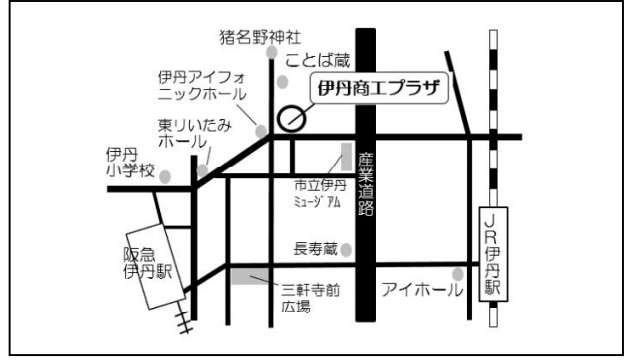 猪名野神社
ことば蔵
伊丹アイフォ
ニックホール
伊丹商工プラザ
東リいたみ
ホール
伊丹
小学校
市立伊丹
ﾐｭｰｼﾞｱﾑ
産業道路
阪急
伊丹駅
長寿蔵
三軒寺前
広場
アイホール
JR伊丹駅